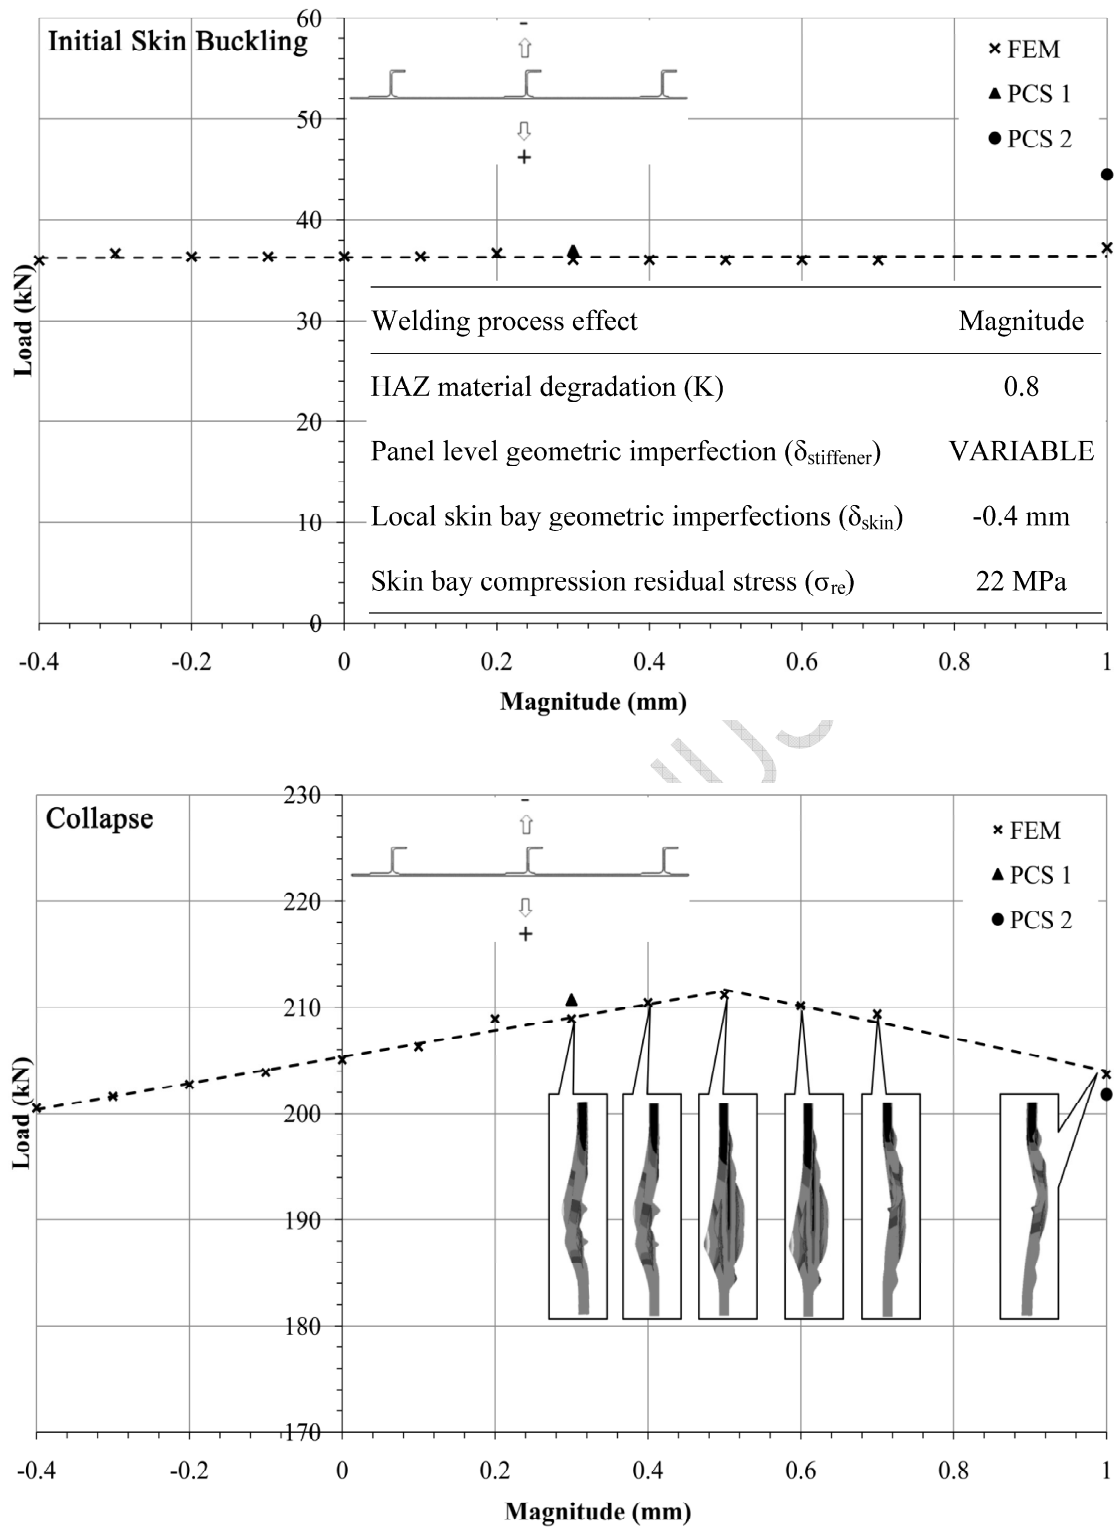 Initial Skin Buckling
60
50
40
30
20
10
0
Load (kN)
-
+
FEM
PCS 1
PCS 2
Welding process effect Magnitude
HAZ material degradation (K) 0.8
Panel level geometric imperfection (δstiffener) VARIABLE
Local skin bay geometric imperfections (δskin) -0.4 mm
Skin bay compression residual stress (σre) 22 MPa
-0.4 -0.2 0 0.2 0.4 0.6 0.8 1
Magnitude (mm)
Collapse
230
220
210
200
190
180
170
Load (kN)
-
+
FEM
PCS 1
PCS 2
-0.4 -0.2 0 0.2 0.4 0.6 0.8 1
Magnitude (mm)